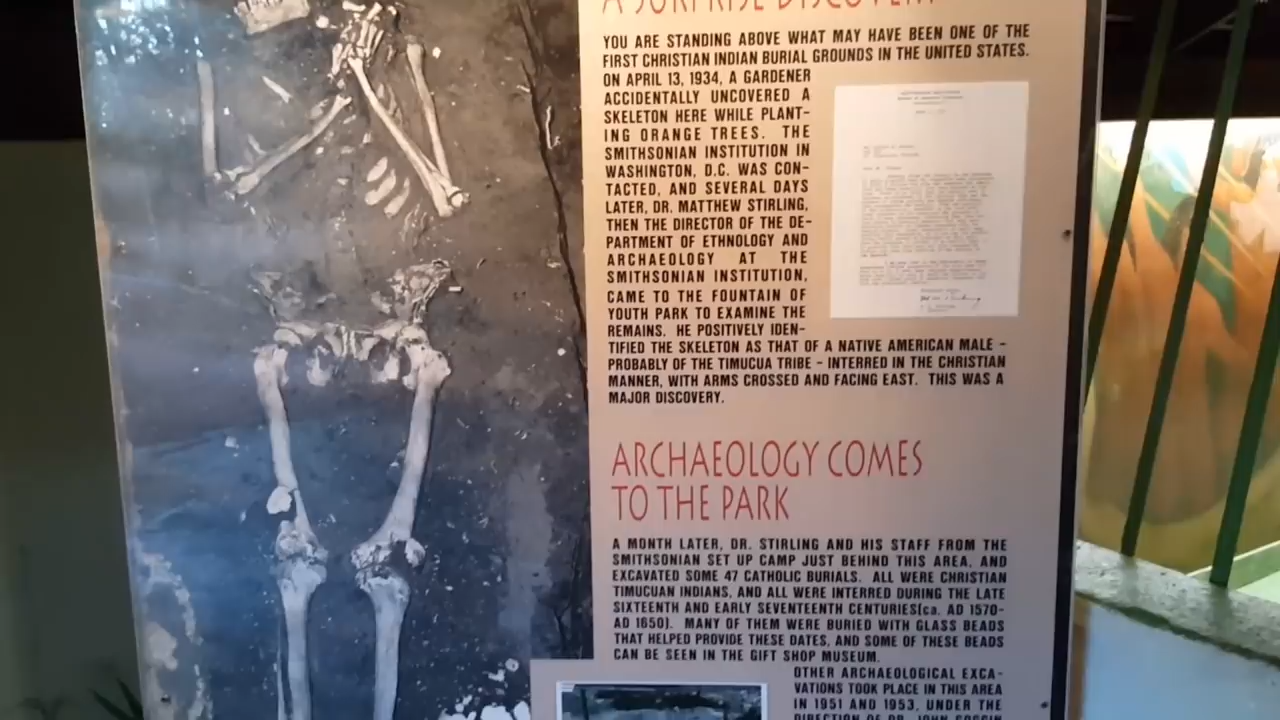 A SURPRISE DISCOVERY
YOU ARE STANDING ABOVE WHAT MAY HAVE BEEN ONE OF THE
FIRST CHRISTIAN INDIAN BURIAL GROUNDS IN THE UNITED STATES.
ON APRIL 13, 1934, A GARDENER
ACCIDENTALLY UNCOVERED A
SKELETON HERE WHILE PLANT-
ING ORANGE TREES. THE
SMITHSONIAN INSTITUTION IN
WASHINGTON, D.C. WAS CON-
TACTED, AND SEVERAL DAYS
LATER, DR. MATTHEW STIRLING,
THEN THE DIRECTOR OF THE DE-
PARTMENT OF ETHNOLOGY AND
ARCHAEOLOGY AT THE
SMITHSONIAN INSTITUTION,
CAME TO THE FOUNTAIN OF
YOUTH PARK TO EXAMINE THE
REMAINS. HE POSITIVELY IDEN-
TIFIED THE SKELETON AS THAT OF A NATIVE AMERICAN MALE -
PROBABLY OF THE TIMUCUA TRIBE - INTERRED IN THE CHRISTIAN
MANNER, WITH ARMS CROSSED AND FACING EAST. THIS WAS A
MAJOR DISCOVERY.
ARCHAEOLOGY COMES
TO THE PARK
A MONTH LATER, DR. STIRLING AND HIS STAFF FROM THE
SMITHSONIAN SET UP CAMP JUST BEHIND THIS AREA, AND
EXCAVATED SOME 47 CATHOLIC BURIALS. ALL WERE CHRISTIAN
TIMUCUAN INDIANS, AND ALL WERE INTERRED DURING THE LATE
SIXTEENTH AND EARLY SEVENTEENTH CENTURIES(ca. AD 1570-
AD 1650). MANY OF THEM WERE BURIED WITH GLASS BEADS
THAT HELPED PROVIDE THESE DATES, AND SOME OF THESE BEADS
CAN BE SEEN IN THE GIFT SHOP MUSEUM.
OTHER ARCHAEOLOGICAL EXCA-
VATIONS TOOK PLACE IN THIS AREA
IN 1951 AND 1953, UNDER THE
DIRECTION OF DR. JOHN GOGGIN